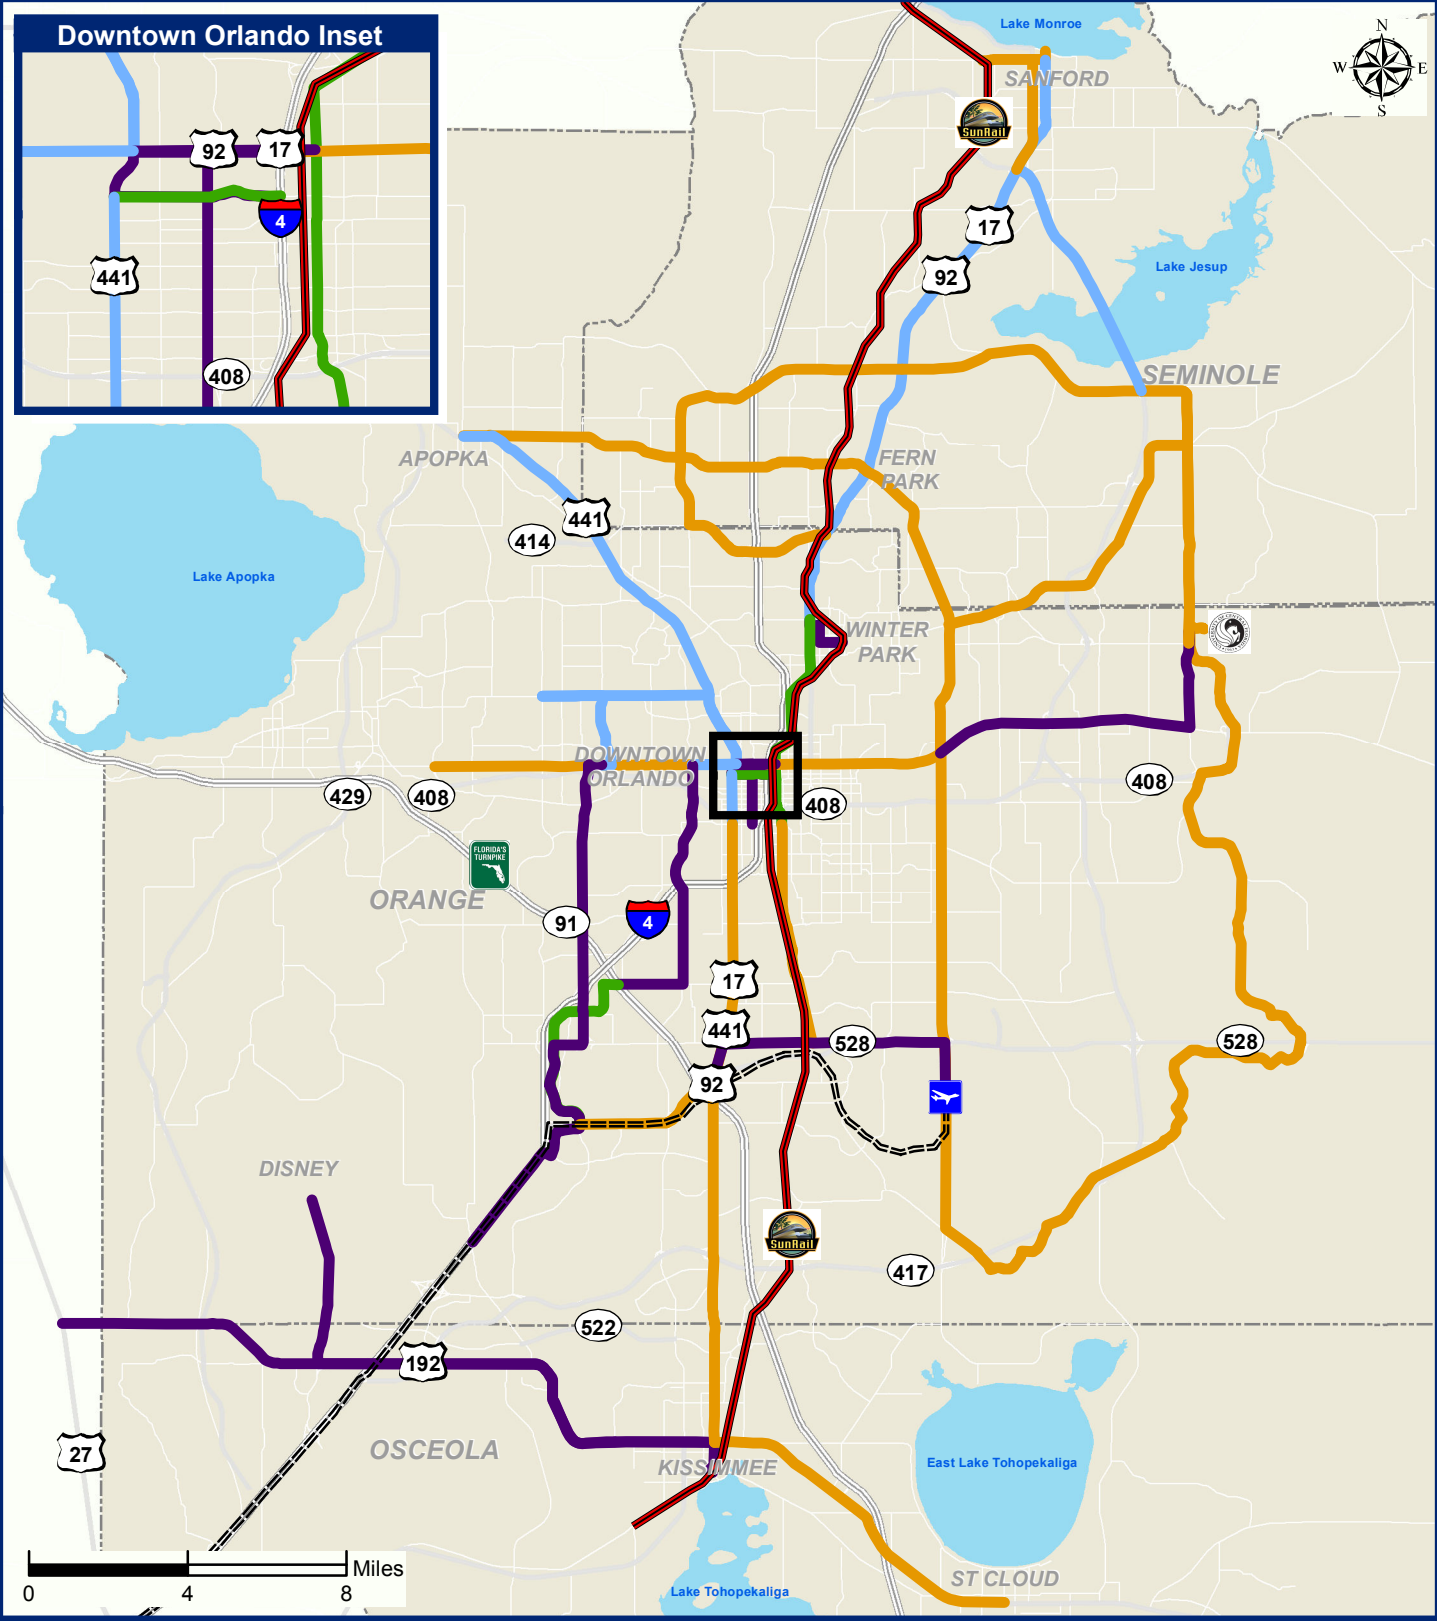 Downtown Orlando Inset
92
17
4
441
408
Lake Monroe
N
W
E
S
SANFORD
SunRail
17
92
Lake Jesup
SEMINOLE
APOPKA
FERN
PARK
441
414
Lake Apopka
WINTER
PARK
DOWNTOWN
ORLANDO
429
408
408
408
FLORIDA'S
TURNPIKE
ORANGE
91
4
17
441
528
528
92
DISNEY
SunRail
417
522
192
27
OSCEOLA
KISSIMMEE
East Lake Tohopekaliga
ST CLOUD
Lake Tohopekaliga
Miles
0
4
8